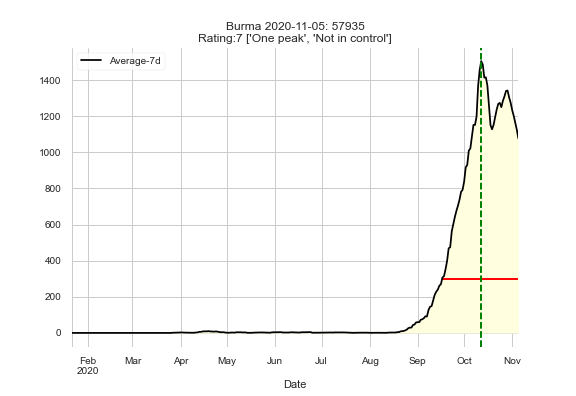 Burma 2020-11-05: 57935
Rating:7 ['One peak', 'Not in control']
Average-7d
1400
1200
1000
800
600
400
200
0
Feb Mar Apr May Jun Jul Aug Sep Oct Nov
2020
Date